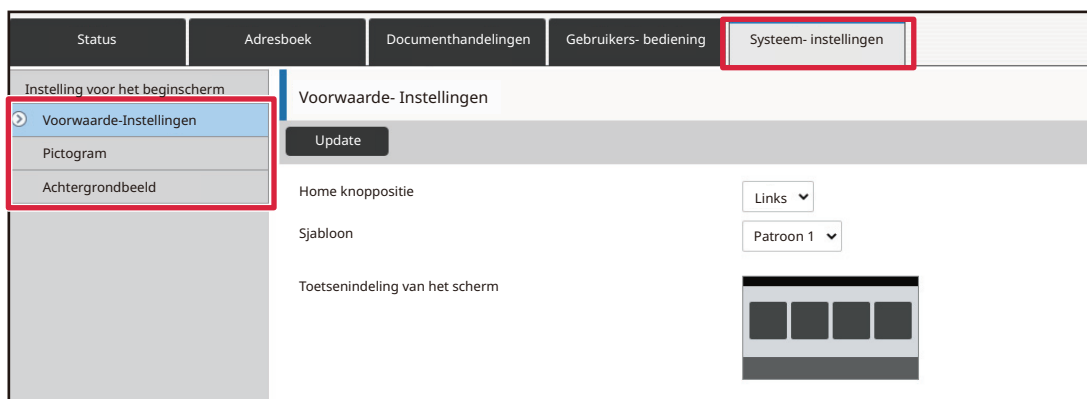 Status
Adresboek
Documenthandelingen
Gebruikers- bediening
Systeem- instellingen
Instelling voor het beginscherm
Voorwaarde-Instellingen
Pictogram
Achtergrondbeeld
Voorwaarde- Instellingen
Update
Home knoppositie
Links
Sjabloon
Patroon 1
Toetsenindeling van het scherm